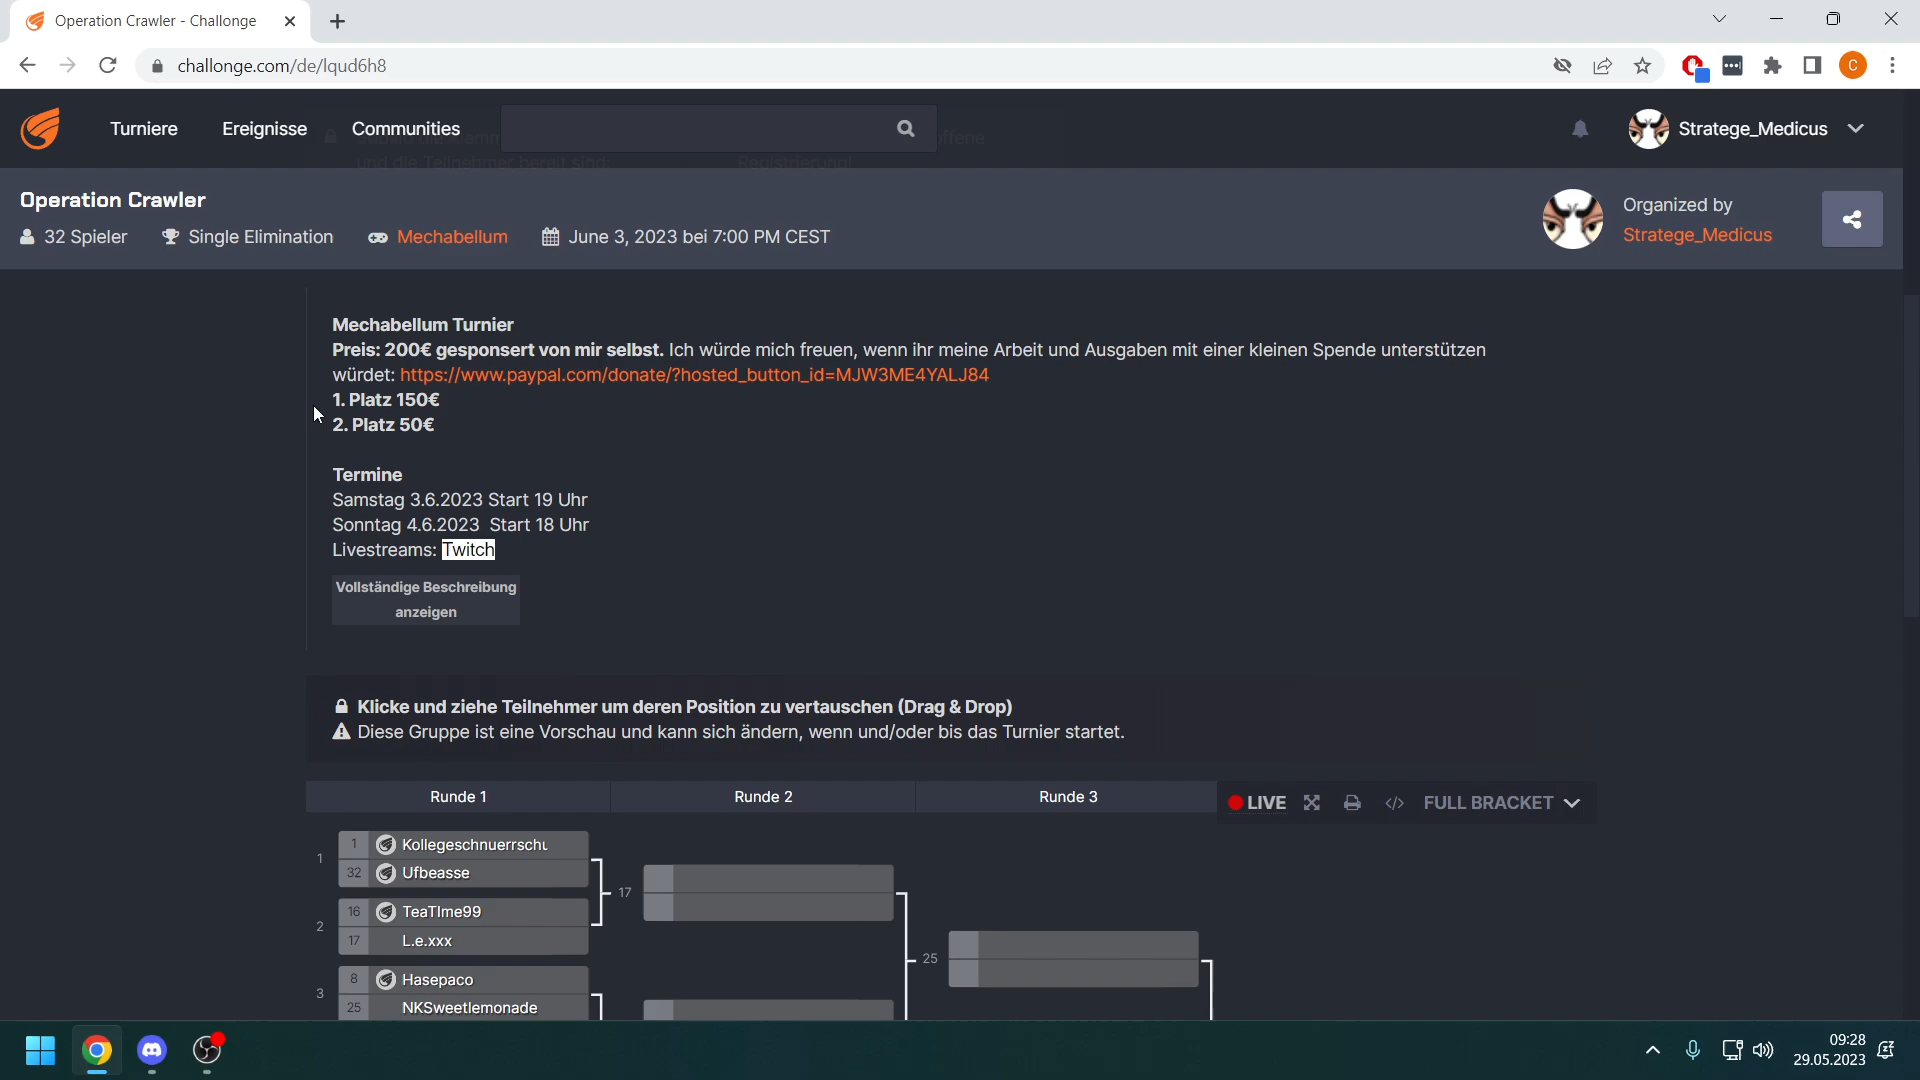 Operation Crawler - Challonge
challonge.com/de/lqud6h8
C
Turniere
Ereignisse
Communities
Stratege_Medicus
und die Teilnehmer bereit sind:
Registrierung!
Operation Crawler
32 Spieler
Single Elimination
Mechabellum
June 3, 2023 bei 7:00 PM CEST
Organized by
Stratege_Medicus
Mechabellum Turnier
Preis: 200€ gesponsert von mir selbst. Ich würde mich freuen, wenn ihr meine Arbeit und Ausgaben mit einer kleinen Spende unterstützen
würdet: https://www.paypal.com/donate/?hosted_button_id=MJW3ME4YALJ84
1. Platz 150€
2. Platz 50€
Termine
Samstag 3.6.2023 Start 19 Uhr
Sonntag 4.6.2023 Start 18 Uhr
Livestreams: Twitch
Vollständige Beschreibung
anzeigen
Klicke und ziehe Teilnehmer um deren Position zu vertauschen (Drag & Drop)
Diese Gruppe ist eine Vorschau und kann sich ändern, wenn und/oder bis das Turnier startet.
Runde 1
Runde 2
Runde 3
LIVE
</>
FULL BRACKET
1
1 Kollegeschnuerrschu
32 Ufbeasse
17
2
16 TeaTIme99
17 L.e.xxx
25
3
8 Hasepaco
25 NKSweetlemonade
09:28
29.05.2023